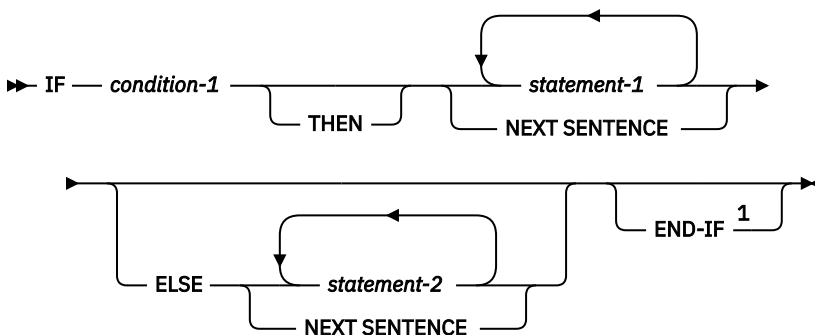 IF condition-1 statement-1
THEN NEXT SENTENCE
END-IF 1
ELSE statement-2
NEXT SENTENCE